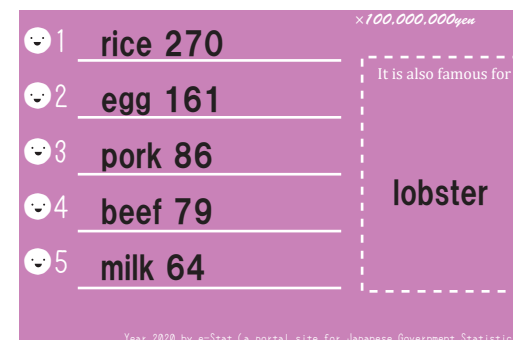 ×100,000,000yen
1 rice 270
2 egg 161
3 pork 86
4 beef 79
5 milk 64
It is also famous for
lobster
Year 2020 by e-Stat (a portal site for Japanese Government Statistic